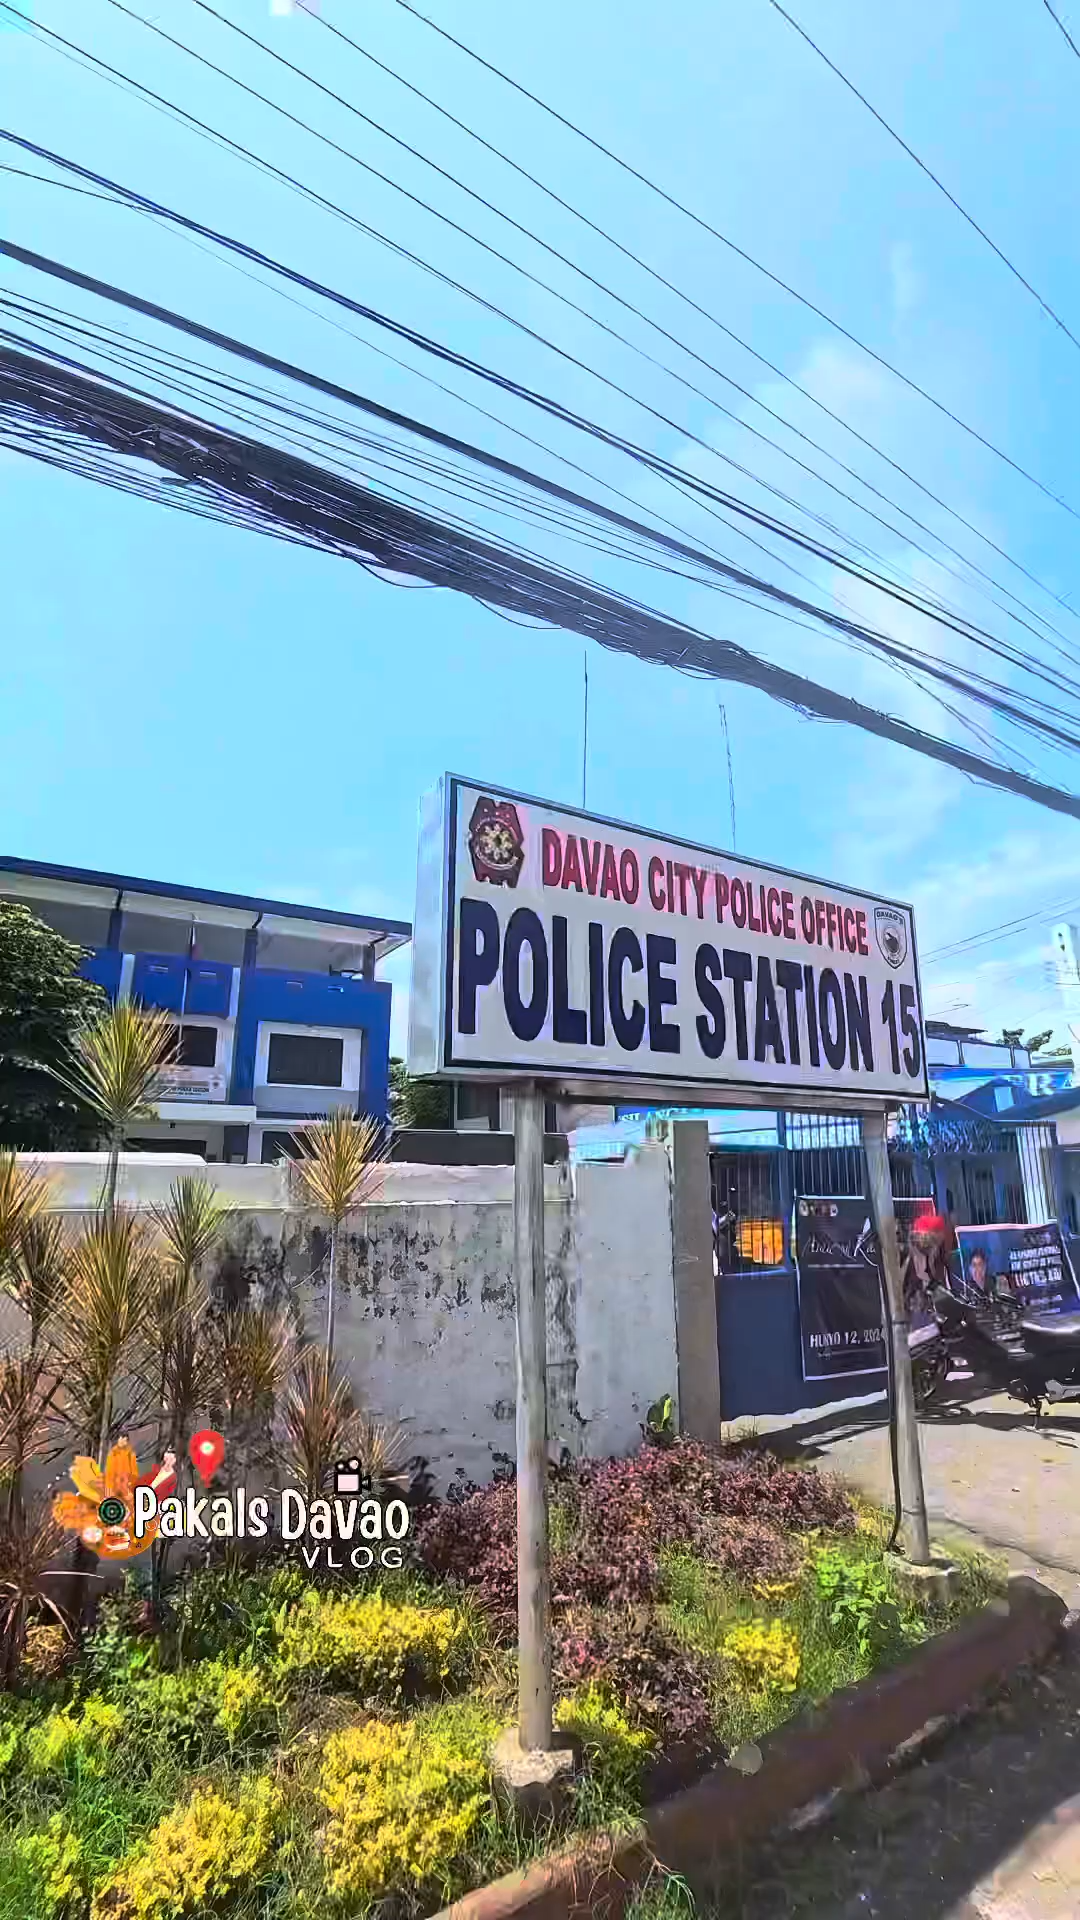 DAVAO CITY POLICE OFFICE
POLICE STATION 15
HUNYO 12, 2024
Pakals Davao
VLOG